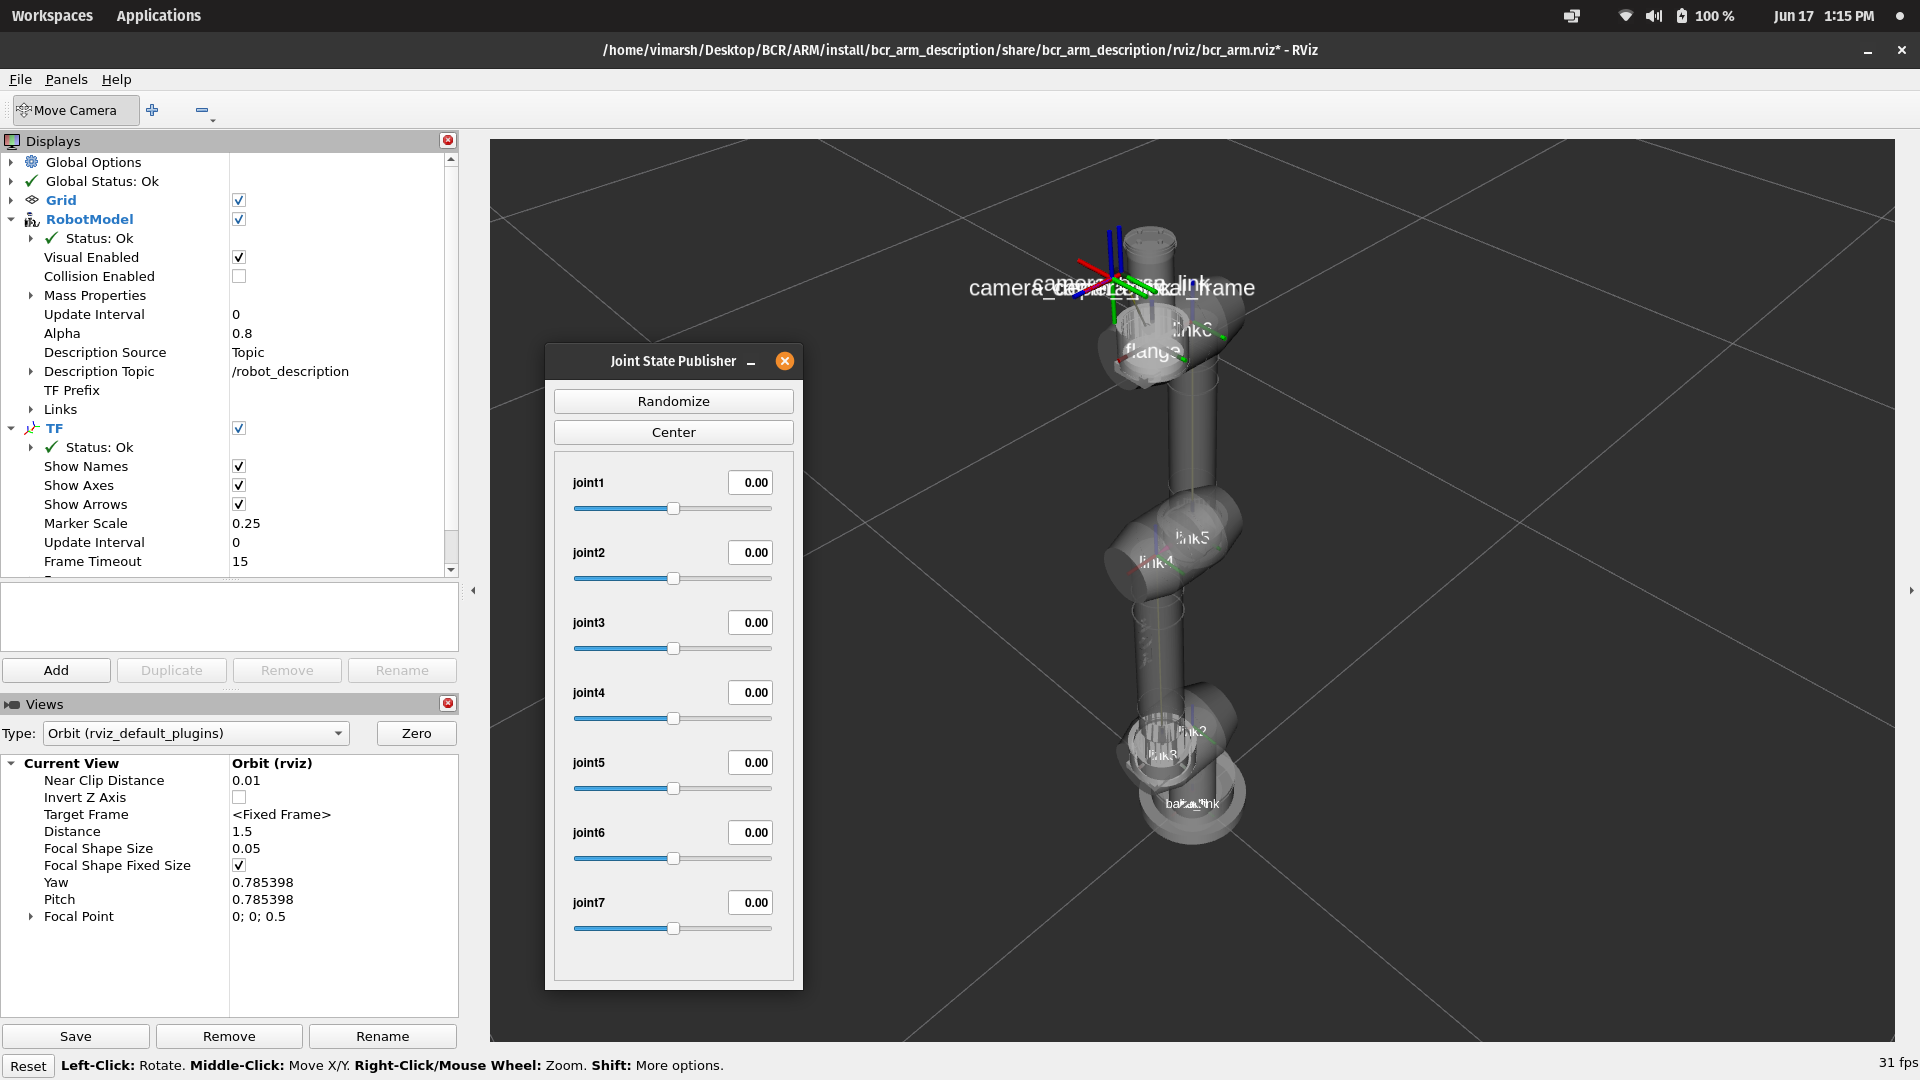 Workspaces Applications 100 % Jun 17 1:15 PM
/home/vimarsh/Desktop/BCR/ARM/install/bcr_arm_description/share/bcr_arm_description/rviz/bcr_arm.rviz* - RViz
File Panels Help
Move Camera
Displays
Global Options
Global Status: Ok
Grid
RobotModel
Status: Ok
Visual Enabled
Collision Enabled
Mass Properties
Update Interval 0
Alpha 0.8
Description Source Topic
Description Topic /robot_description
TF Prefix
Links
TF
Status: Ok
Show Names
Show Axes
Show Arrows
Marker Scale 0.25
Update Interval 0
Frame Timeout 15
Add Duplicate Remove Rename
Views
Type: Orbit (rviz_default_plugins) Zero
Current View Orbit (rviz)
Near Clip Distance 0.01
Invert Z Axis
Target Frame <Fixed Frame>
Distance 1.5
Focal Shape Size 0.05
Focal Shape Fixed Size
Yaw 0.785398
Pitch 0.785398
Focal Point 0; 0; 0.5
Save Remove Rename
Reset Left-Click: Rotate. Middle-Click: Move X/Y. Right-Click/Mouse Wheel: Zoom. Shift: More options. 31 fps
Joint State Publisher
Randomize
Center
joint1 0.00
joint2 0.00
joint3 0.00
joint4 0.00
joint5 0.00
joint6 0.00
joint7 0.00
link6
flange
link5
link4
link2
link3